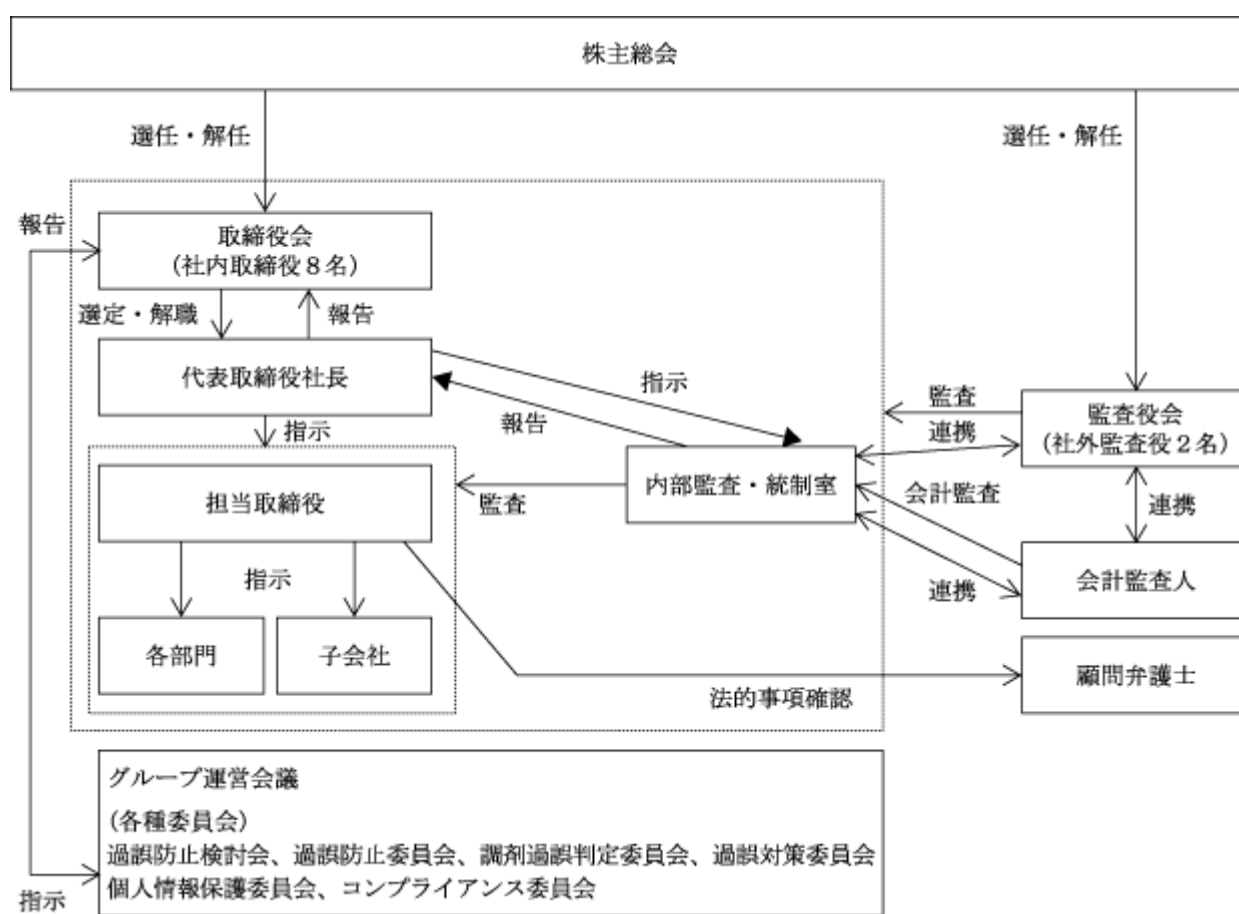 株主総会
選任・解任
選任・解任
報告
取締役会
(社内取締役8名)
選定・解職
報告
代表取締役社長
指示
報告
指示
監査
連携
監査役会
(社外監査役2名)
担当取締役
監査
内部監査・統制室
会計監査
連携
指示
連携
会計監査人
各部門
子会社
法的事項確認
顧問弁護士
グループ運営会議
(各種委員会)
過誤防止検討会、過誤防止委員会、調剤過誤判定委員会、過誤対策委員会
個人情報保護委員会、コンプライアンス委員会
指示